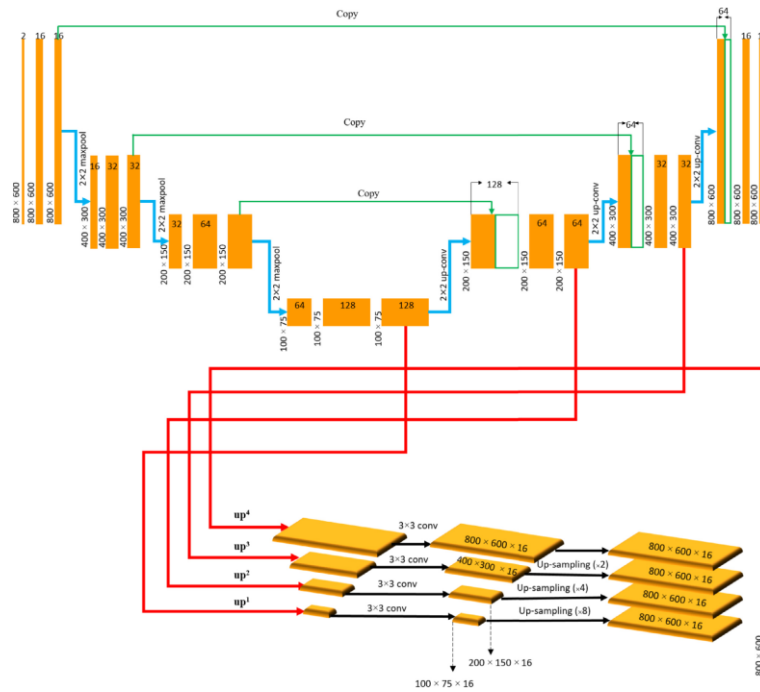 Copy
64
2 16 16
16 1
2×2 maxpool
800 × 600
800 × 600
800 × 600
Copy
64
16 32 32
32 32
2×2 maxpool
400 × 300
400 × 300
400 × 300
400 × 300
2×2 up-conv
800 × 600
Copy
128
32 64
64 64
2×2 maxpool
200 × 150
200 × 150
200 × 150
200 × 150
200 × 150
200 × 150
2×2 up-conv
64 128 128
2×2 up-conv
100 × 75
100 × 75
100 × 75
up⁴
3×3 conv
800 × 600 × 16
800 × 600 × 16
up³
3×3 conv
400 ×300 × 16
Up-sampling (×2)
800 × 600 × 16
up²
3×3 conv
Up-sampling (×4)
800 × 600 × 16
up¹
3×3 conv
Up-sampling (×8)
800 × 600 × 16
200 × 150 × 16
100 × 75 × 16
800 × 600